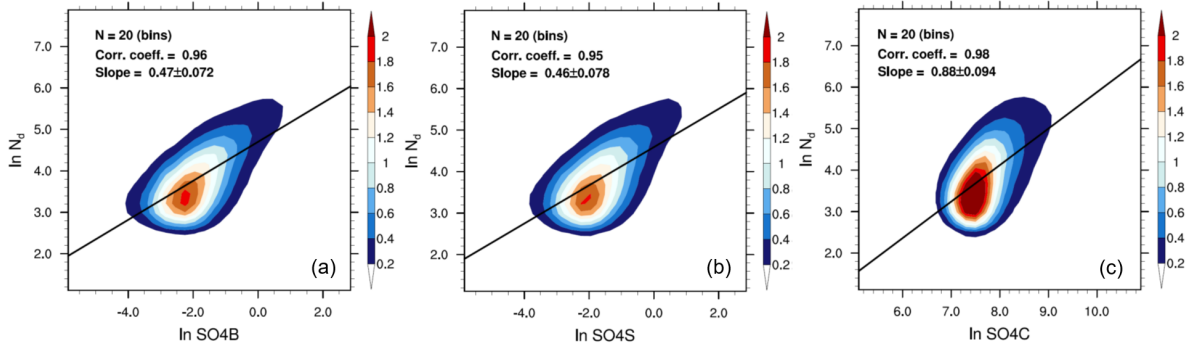 N = 20 (bins)
Corr. coeff. = 0.96
Slope = 0.47±0.072
7.0
6.0
5.0
4.0
3.0
2.0
ln N_d
-4.0 -2.0 0.0 2.0
ln SO4B
(a)
2
1.8
1.6
1.4
1.2
1
1.8
0.6
0.4
0.2
N = 20 (bins)
Corr. coeff. = 0.95
Slope = 0.46±0.078
7.0
6.0
5.0
4.0
3.0
2.0
ln N_d
-4.0 -2.0 0.0 2.0
ln SO4S
(b)
2
1.8
1.6
1.4
1.2
1
1.8
0.6
0.4
0.2
N = 20 (bins)
Corr. coeff. = 0.98
Slope = 0.88±0.094
7.0
6.0
5.0
4.0
3.0
2.0
ln N_d
6.0 7.0 8.0 9.0 10.0
ln SO4C
(c)
2
1.8
1.6
1.4
1.2
1
1.8
0.6
0.4
0.2